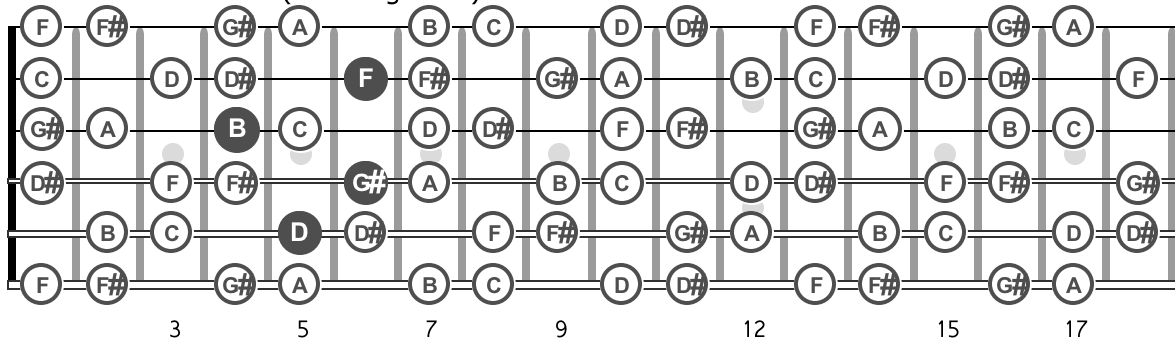 F F# G# A B C D D# F F# G# A
C D D# F F# G# A B C D D# F
G# A B C D D# F F# G# A B C
D# F F# G# A B C D D# F F# G#
B C D D# F F# G# A B C D D#
F F# G# A B C D D# F F# G# A
3 5 7 9 12 15 17